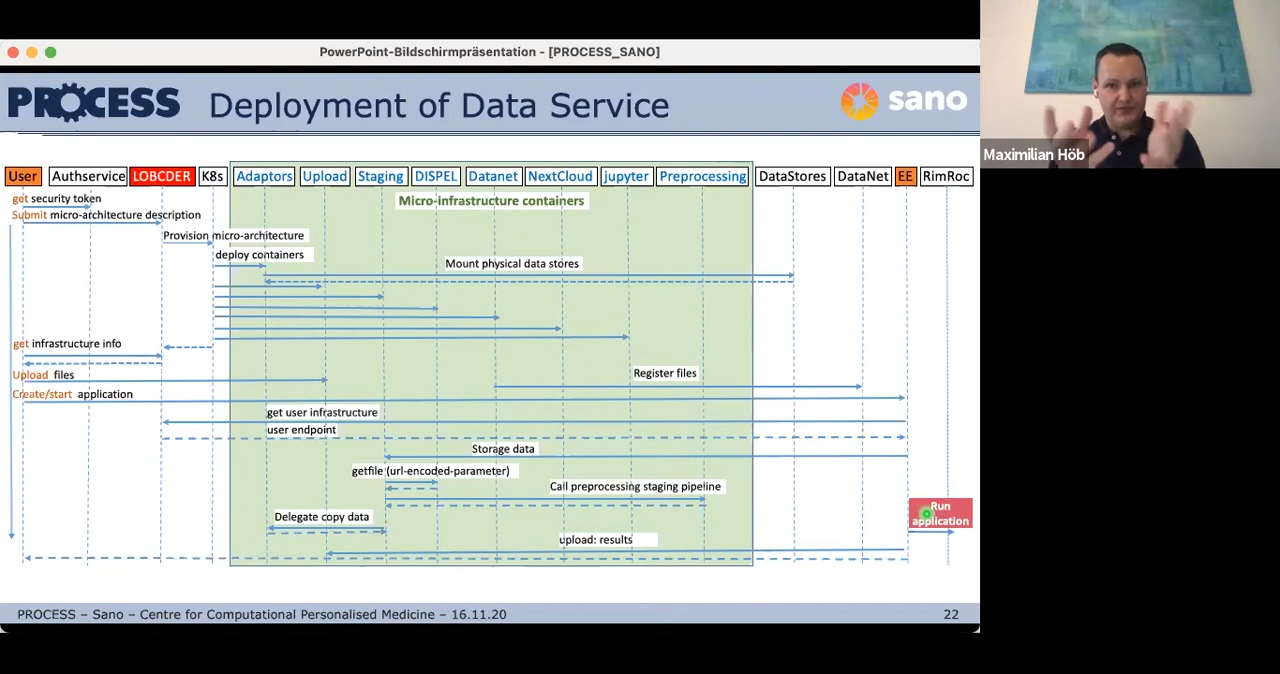 PowerPoint-Bildschirmpräsentation - [PROCESS_SANO]
PROCESS Deployment of Data Service sano
Maximilian Höb
User Authservice LOBCDER K8s Adaptors Upload Staging DISPEL Datanet NextCloud jupyter Preprocessing DataStores DataNet EE RimRoc
get security token
Micro-infrastructure containers
Submit micro-architecture description
Provision micro-architecture
deploy containers
Mount physical data stores
get infrastructure info
Upload files
Register files
Create/start application
get user infrastructure
user endpoint
Storage data
getfile (url-encoded-parameter)
Call preprocessing staging pipeline
Run
application
Delegate copy data
upload: results
PROCESS – Sano – Centre for Computational Personalised Medicine – 16.11.20
22